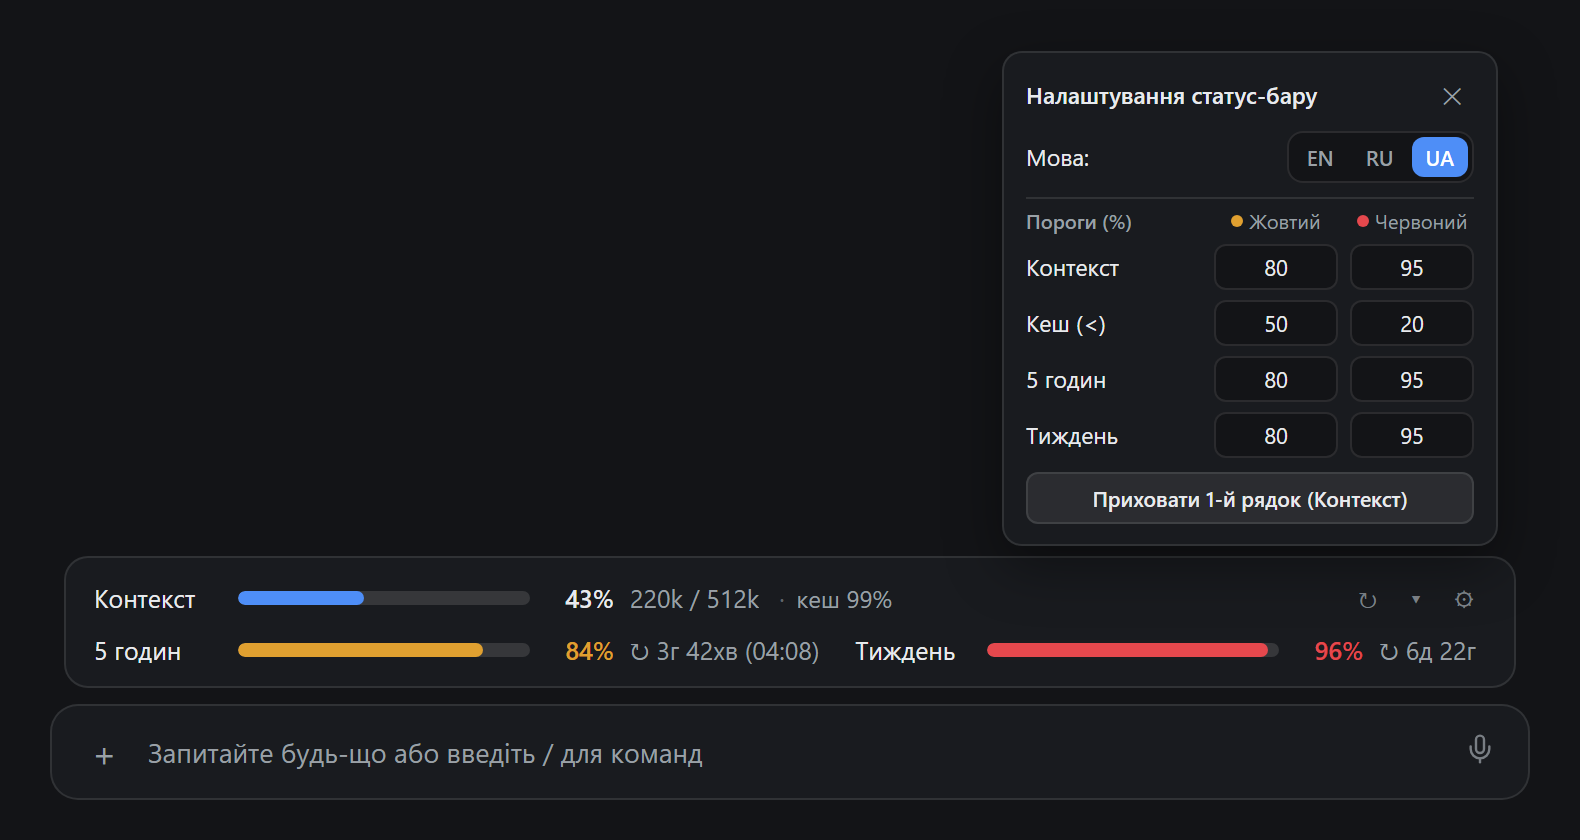 Налаштування статус-бару
Мова: EN RU UA
Пороги (%) Жовтий Червоний
Контекст 80 95
Кеш (<) 50 20
5 годин 80 95
Тиждень 80 95
Приховати 1-й рядок (Контекст)
Контекст 43% 220k / 512k · кеш 99%
5 годин 84% ↻ 3г 42хв (04:08) Тиждень 96% ↻ 6д 22г
+ Запитайте будь-що або введіть / для команд